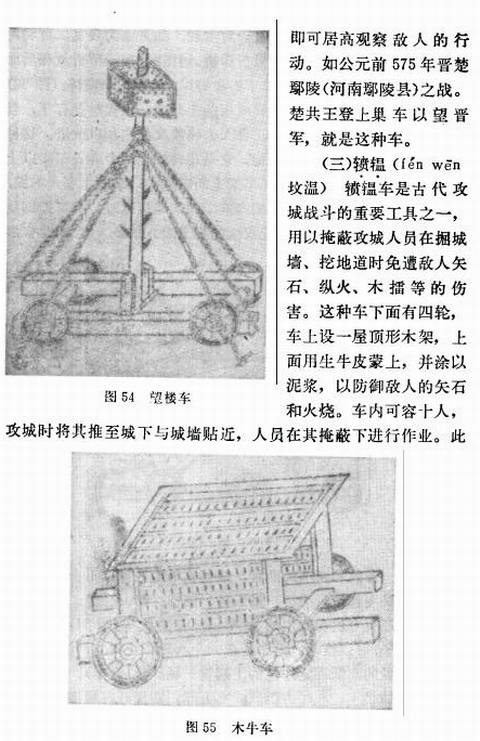 即可居高观察敌人的行
动。如公元前575年晋楚
鄢陵(河南鄢陵县)之战。
楚共王登上巢车以望晋
军，就是这种车。
(三)轒辒(fén wēn
坟温) 轒辒车是古代攻
城战斗的重要工具之一，
用以掩蔽攻城人员在掘城
墙、挖地道时免遭敌人矢
石、纵火、木檑等的伤
害。这种车下面有四轮，
车上设一屋顶形木架，上
面用生牛皮蒙上，并涂以
泥浆，以防御敌人的矢石
和火烧。车内可容十人，
图54 望楼车
攻城时将其推至城下与城墙贴近，人员在其掩蔽下进行作业。此
图55 木牛车